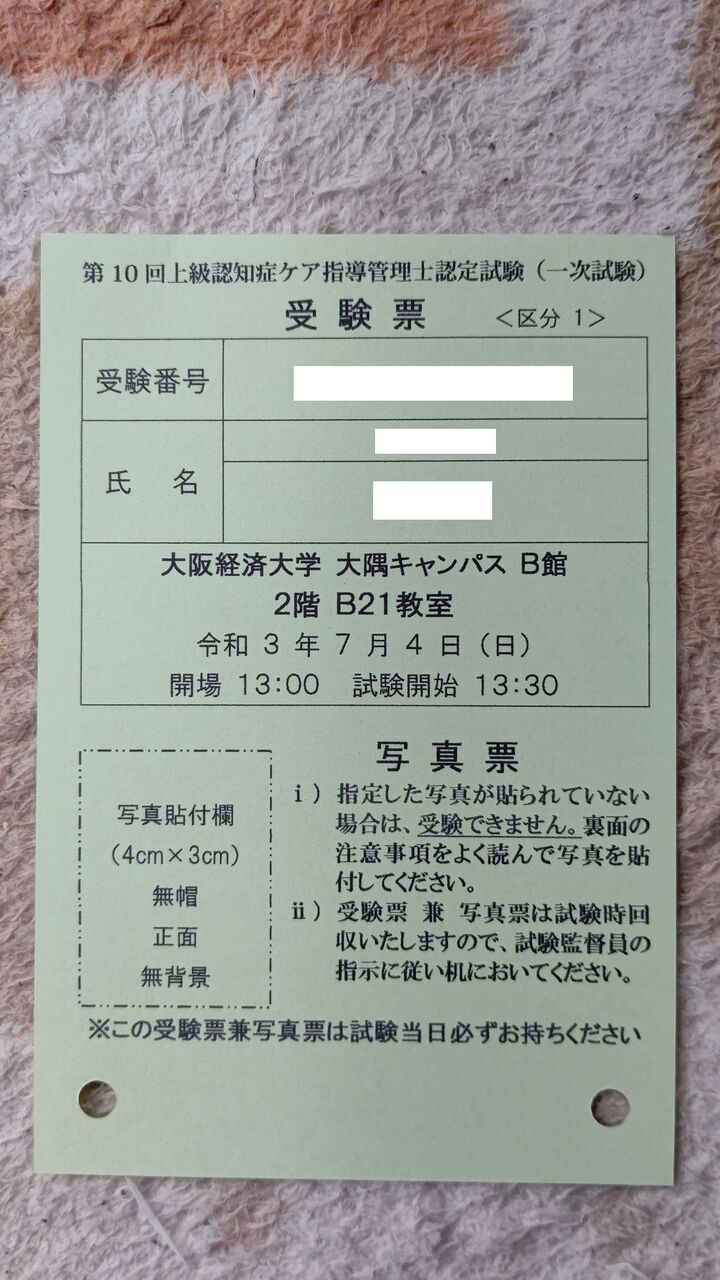 第10回上級認知症ケア指導管理士認定試験（一次試験）
受験票 ＜区分 1＞
受験番号
氏 名
大阪経済大学 大隅キャンパス B館
2階 B21教室
令和 3 年 7 月 4 日（日）
開場 13:00 試験開始 13:30
写真票
写真貼付欄
（4cm×3cm）
無帽
正面
無背景
ⅰ）指定した写真が貼られていない
場合は、受験できません。裏面の
注意事項をよく読んで写真を貼
付してください。
ⅱ）受験票 兼 写真票は試験時回
収いたしますので、試験監督員の
指示に従い机においてください。
※この受験票兼写真票は試験当日必ずお持ちください